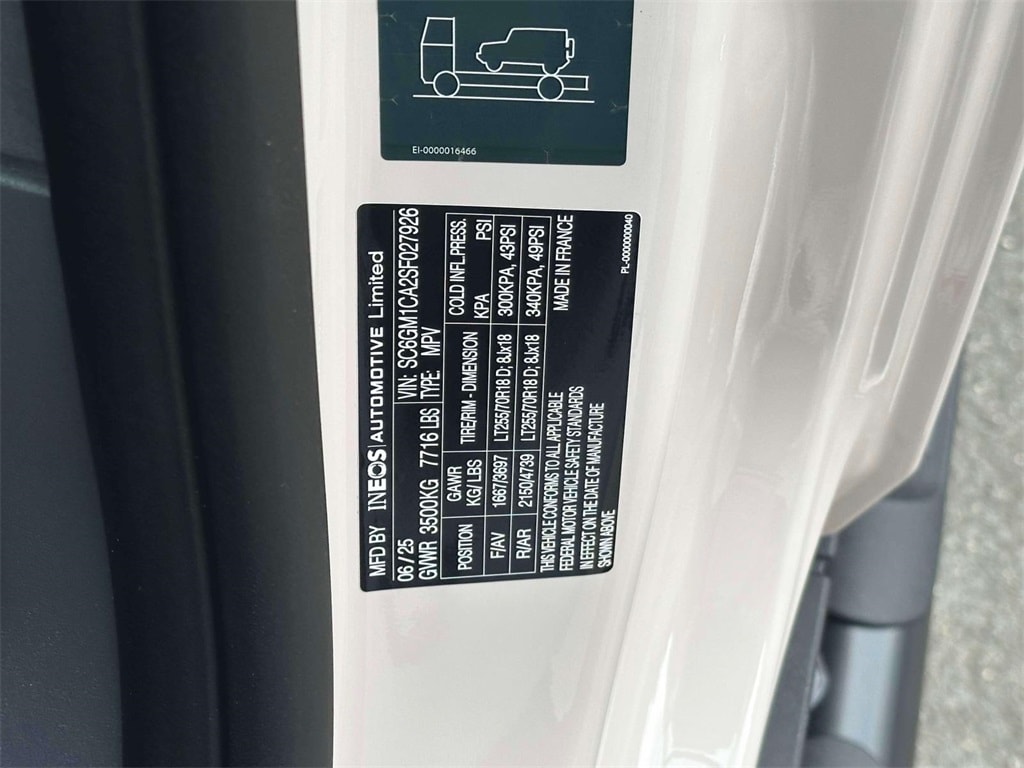 EI-0000016466
MFD BY INEOS AUTOMOTIVE Limited
06 / 25 VIN: SC6GM1CA2SF027926
GVWR 3500KG 7716 LBS TYPE: MPV
POSITION GAWR KG/ LBS TIRE/RIM - DIMENSION COLD INFL.PRESS. KPA PSI
F/AV 1667/3697 LT255/70R18 D; 8Jx18 300KPA, 43PSI
R/AR 2150/4739 LT255/70R18 D; 8Jx18 340KPA, 49PSI
THIS VEHICLE CONFORMS TO ALL APPLICABLE
FEDERAL MOTOR VEHICLE SAFETY STANDARDS
IN EFFECT ON THE DATE OF MANUFACTURE
SHOWN ABOVE
MADE IN FRANCE
PL-0000000040